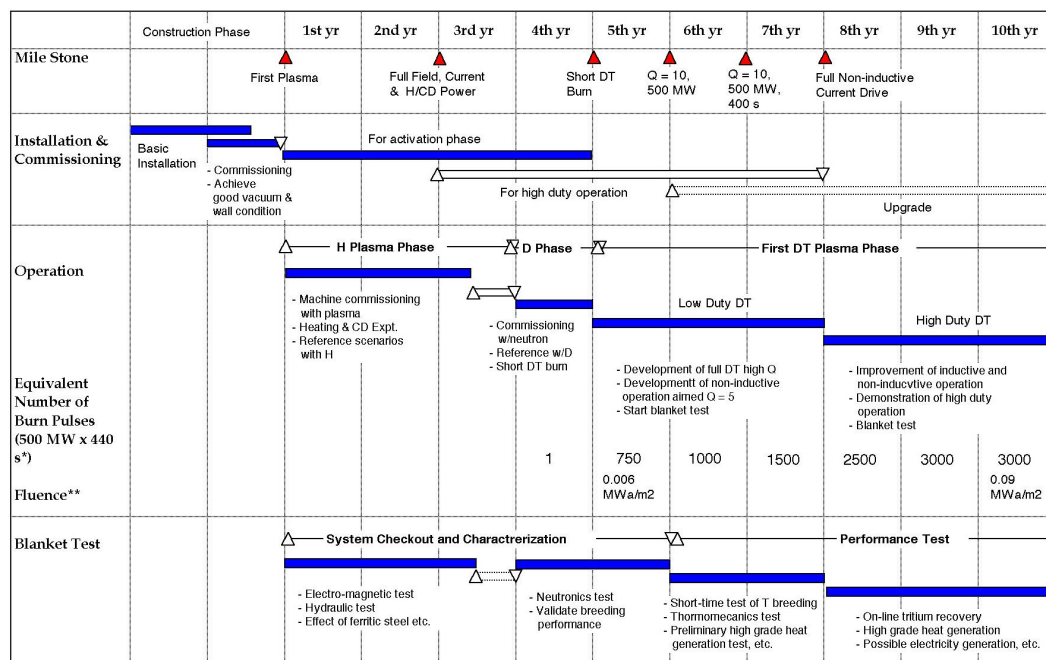 Construction Phase 1st yr 2nd yr 3rd yr 4th yr 5th yr 6th yr 7th yr 8th yr 9th yr 10th yr
Mile Stone
First Plasma
Full Field, Current
& H/CD Power
Short DT
Burn
Q = 10,
500 MW
Q = 10,
500 MW,
400 s
Full Non-inductive
Current Drive
Installation &
Commissioning
Basic
Installation
- Commissioning
- Achieve
good vacuum &
wall condition
For activation phase
For high duty operation
Upgrade
Operation
H Plasma Phase
D Phase
First DT Plasma Phase
- Machine commissioning
with plasma
- Heating & CD Expt.
- Reference scenarios
with H
- Commissioning
w/neutron
- Reference w/D
- Short DT burn
Low Duty DT
- Development of full DT high Q
- Developmentt of non-inductive
operation aimed Q = 5
- Start blanket test
High Duty DT
- Improvement of inductive and
non-inducvtive operation
- Demonstration of high duty
operation
- Blanket test
Equivalent
Number of
Burn Pulses
(500 MW x 440
s*)
1 750 1000 1500 2500 3000 3000
Fluence**
0.006
MWa/m2
0.09
MWa/m2
Blanket Test
System Checkout and Charactrerization
Performance Test
- Electro-magnetic test
- Hydraulic test
- Effect of ferritic steel etc.
- Neutronics test
- Validate breeding
performance
- Short-time test of T breeding
- Thormomecanics test
- Preliminary high grade heat
generation test, etc.
- On-line tritium recovery
- High grade heat generation
- Possible electricity generation, etc.